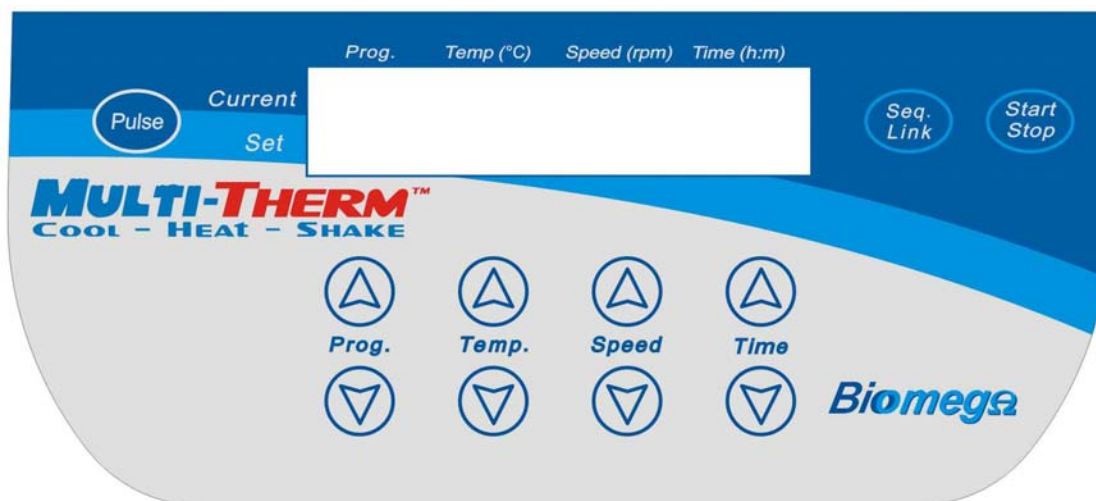 Prog. Temp (°C) Speed (rpm) Time (h:m)
Current
Set
Pulse
Seq.
Link
Start
Stop
MULTI-THERM™
COOL - HEAT - SHAKE
Prog. Temp. Speed Time
BiomegΩ